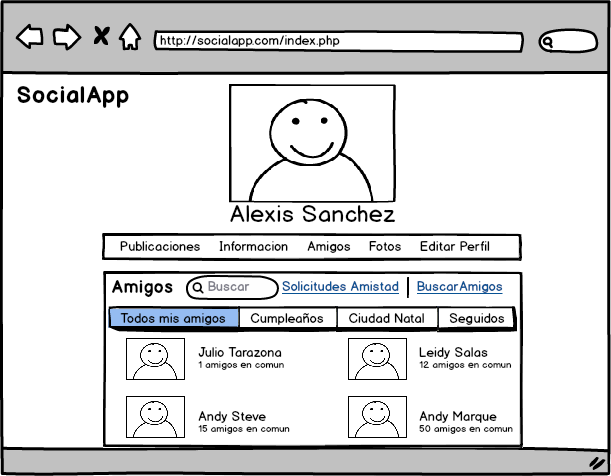 http://socialapp.com/index.php
SocialApp
Alexis Sanchez
Publicaciones Informacion Amigos Fotos Editar Perfil
Amigos Buscar Solicitudes Amistad BuscarAmigos
Todos mis amigos Cumpleaños Ciudad Natal Seguidos
Julio Tarazona
1 amigos en comun
Leidy Salas
12 amigos en comun
Andy Steve
15 amigos en comun
Andy Marque
50 amigos en comun